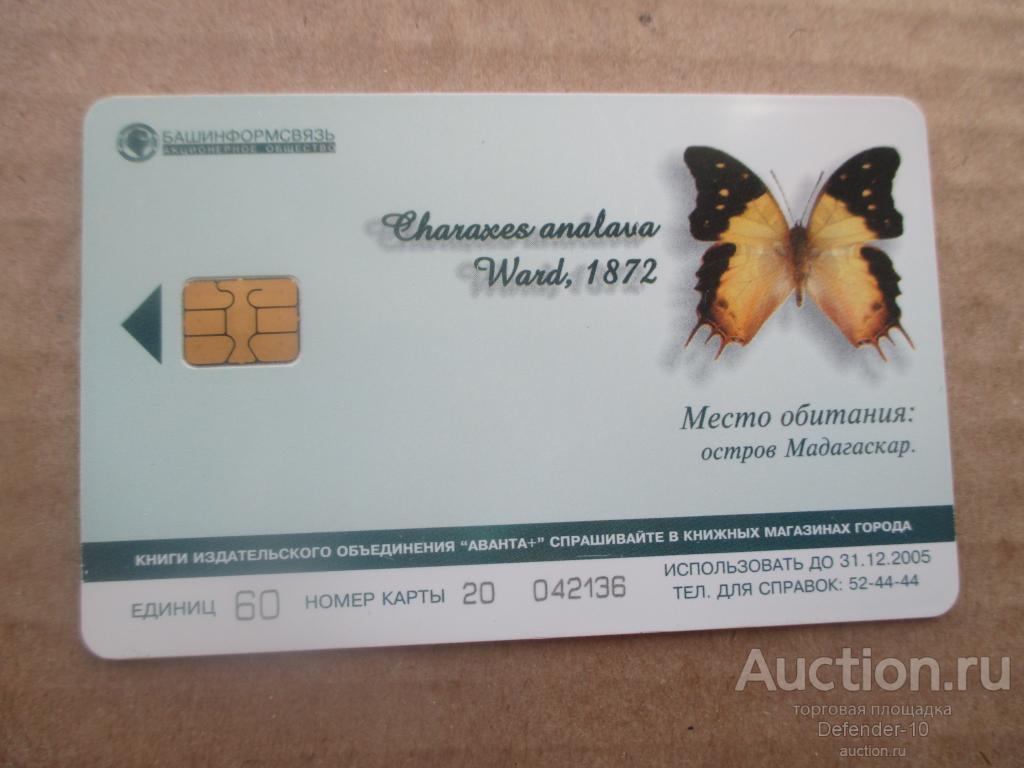 БАШИНФОРМСВЯЗЬ
АКЦИОНЕРНОЕ ОБЩЕСТВО
Charaxes analava
Ward, 1872
Место обитания:
остров Мадагаскар.
КНИГИ ИЗДАТЕЛЬСКОГО ОБЪЕДИНЕНИЯ "АВАНТА+" СПРАШИВАЙТЕ В КНИЖНЫХ МАГАЗИНАХ ГОРОДА
ЕДИНИЦ 60 НОМЕР КАРТЫ 20 042136
ИСПОЛЬЗОВАТЬ ДО 31.12.2005
ТЕЛ. ДЛЯ СПРАВОК: 52-44-44
Auction.ru
торговая площадка
Defender-10
auction.ru